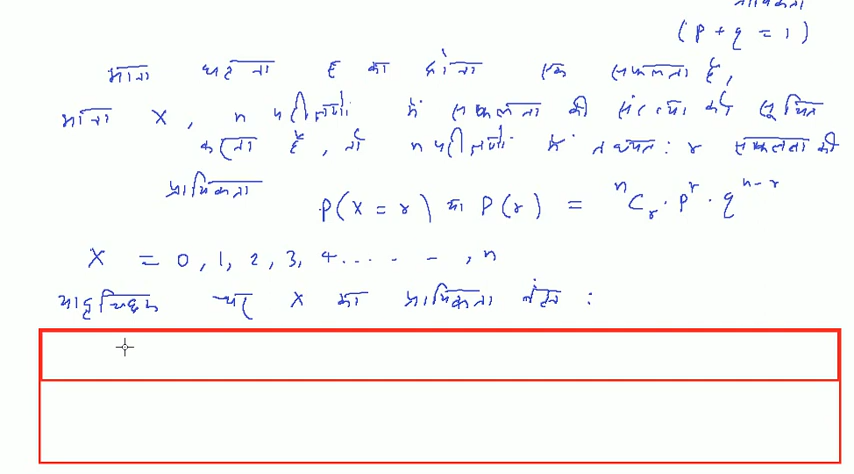 प्रायिकता
(p + q = 1)
माना घटना E का होना एक सफलता है,
माना X, n परीक्षणों में सफलता की संख्या को सूचित
करता है, तो n परीक्षणों में तथ्यतः r सफलता की
प्रायिकता
P(X = r) या P(r) = ⁿCᵣ · pʳ · qⁿ⁻ʳ
X = 0, 1, 2, 3, 4 . . . . - - , n
यादृच्छिक चर X का प्रायिकता बंटन :